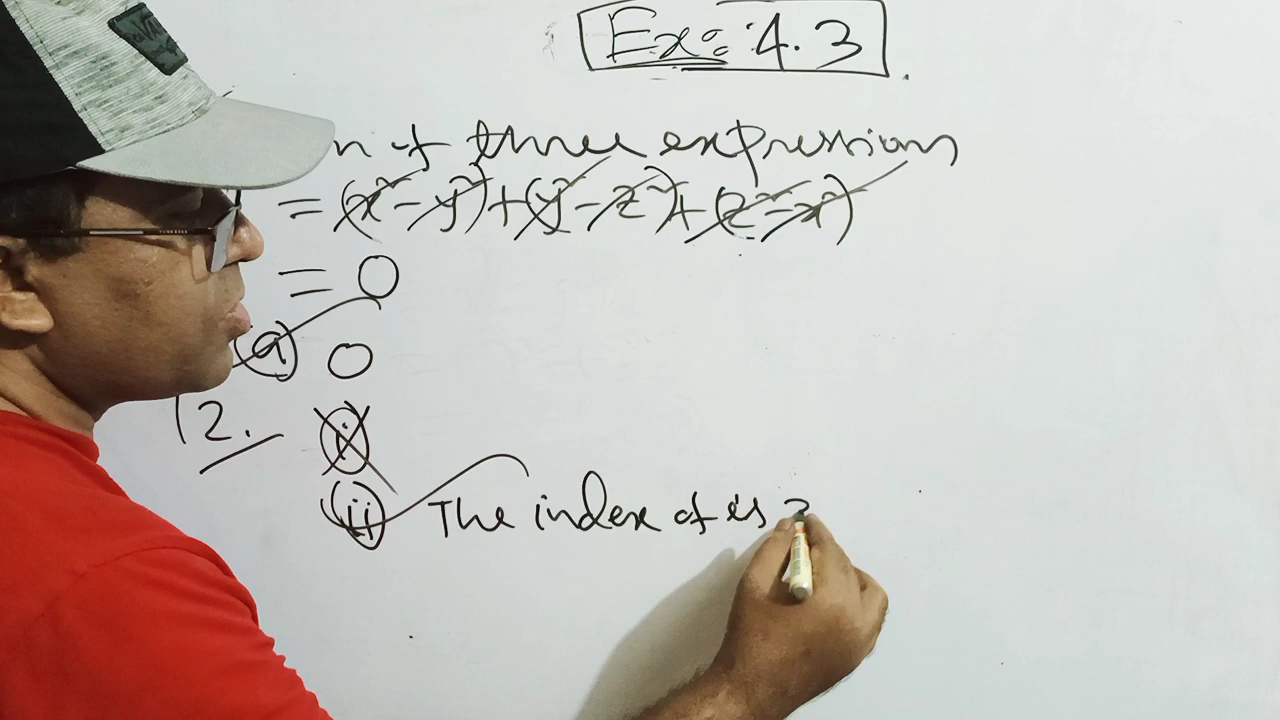 Ex: 4.3
n of three expressions
= (x²-y²)+(y²-z²)+(z²-x²)
= 0
(a) 0
12.
(i)
(ii) The index of is